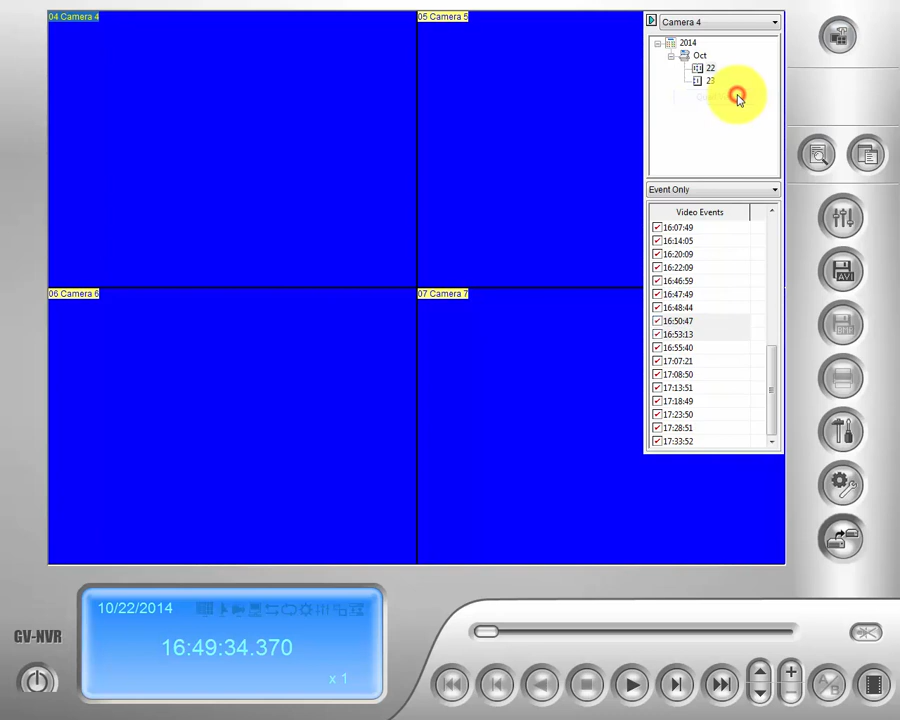 04 Camera 4
05 Camera 5
Camera 4
2014
Oct
22
23
Event Only
Video Events
16:07:49
16:14:05
16:20:09
16:22:09
16:46:59
16:47:49
16:48:44
16:50:47
16:53:13
16:55:40
17:07:21
17:08:50
17:13:51
17:18:49
17:23:50
17:28:51
17:33:52
06 Camera 6
07 Camera 7
AVI
10/22/2014
GV-NVR
16:49:34.370
x 1
A/B